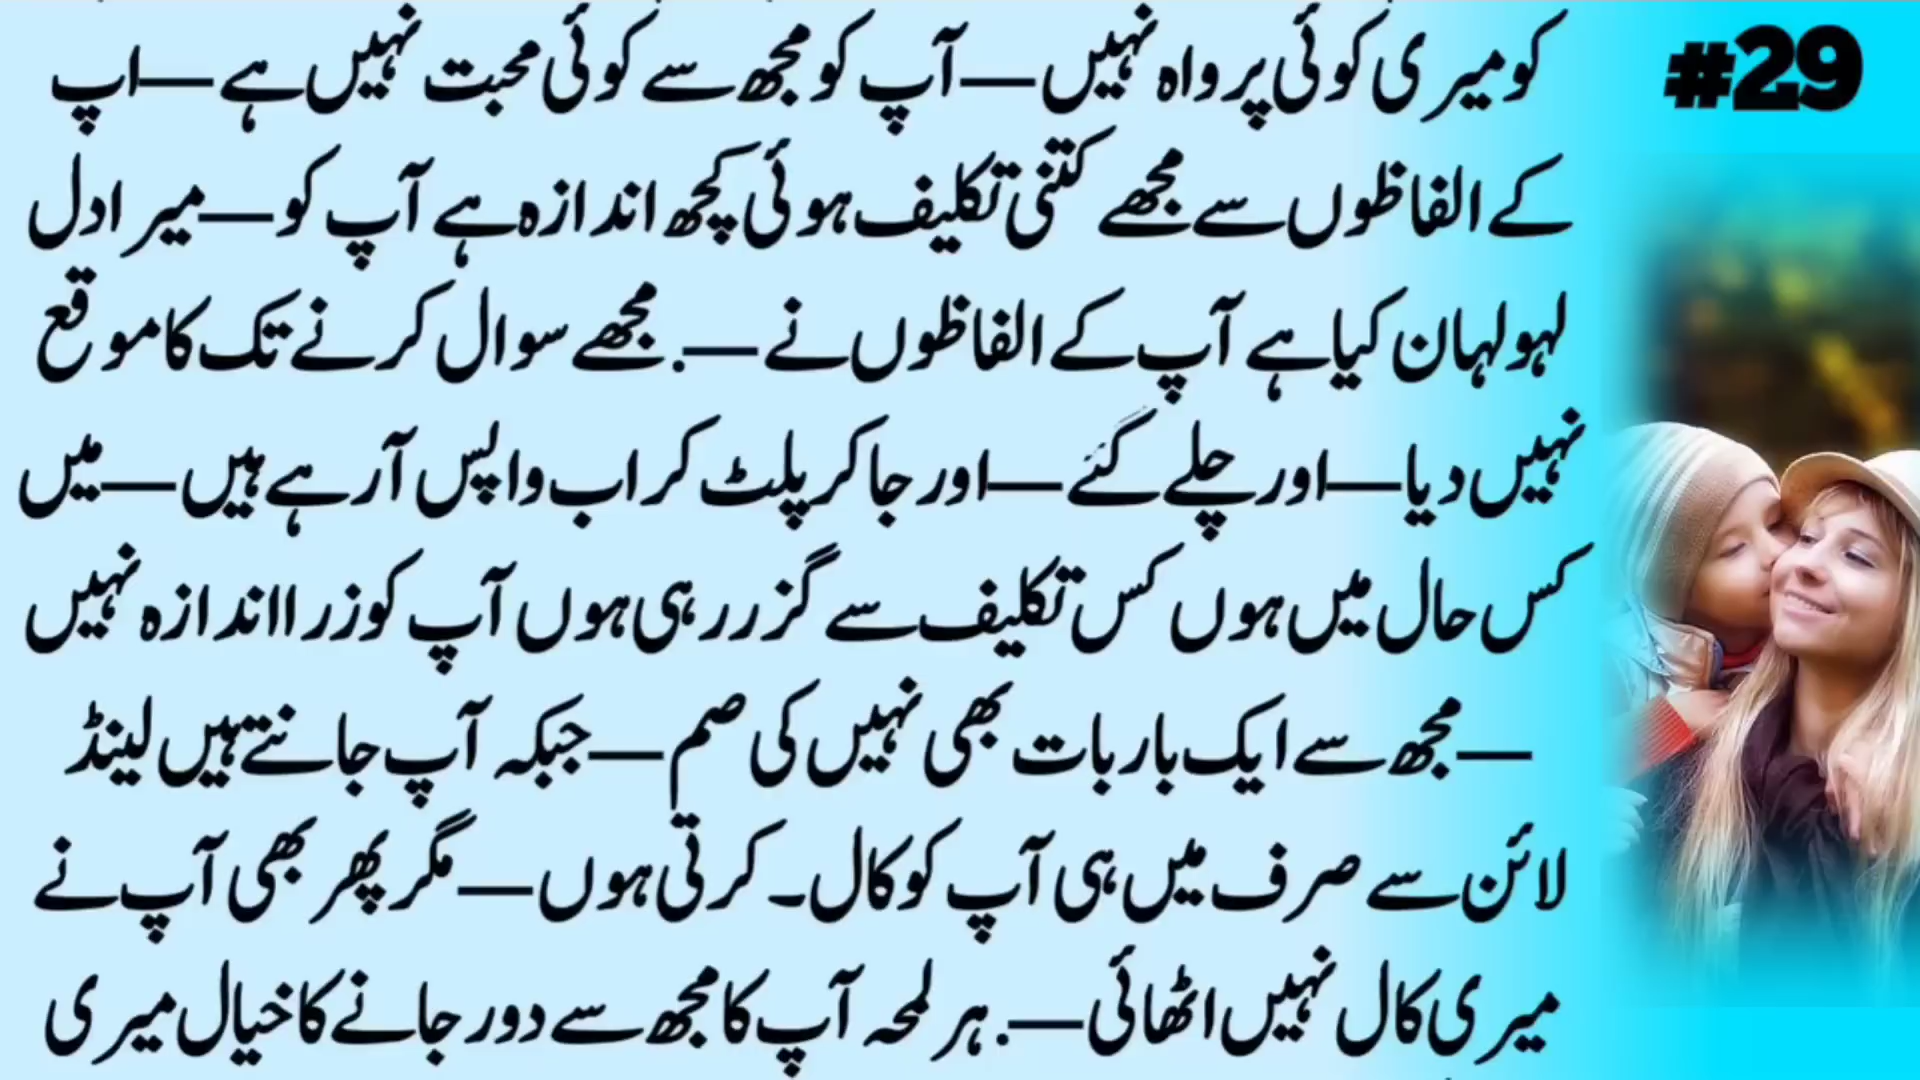 کو میری کوئی پرواہ نہیں—آپ کو مجھ سے کوئی محبت نہیں ہے—اپ
#29
کے الفاظوں سے مجھے کتنی تکلیف ہوئی کچھ اندازہ ہے آپ کو—میرا دل
لہولہان کیا ہے آپ کے الفاظوں نے—.مجھے سوال کرنے تک کا موقع
نہیں دیا—اور چلے گئے—اور جا کر پلٹ کر اب واپس آرہے ہیں—میں
کس حال میں ہوں کس تکلیف سے گزر رہی ہوں آپ کو زرا اندازہ نہیں
—مجھ سے ایک بار بات بھی نہیں کی صم—جبکہ آپ جانتے ہیں لینڈ
لائن سے صرف میں ہی آپ کو کال۔کرتی ہوں—مگر پھر بھی آپ نے
میری کال نہیں اٹھائی—.ہر لمحہ آپ کا مجھ سے دور جانے کا خیال میری